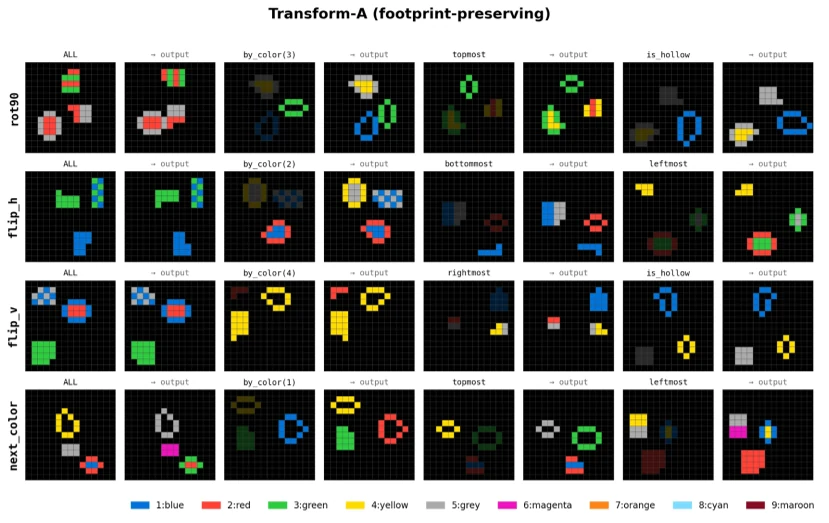 Transform-A (footprint-preserving)
ALL → output by_color(3) → output topmost → output is_hollow → output
rot90
ALL → output by_color(2) → output bottommost → output leftmost → output
flip_h
ALL → output by_color(4) → output rightmost → output is_hollow → output
flip_v
ALL → output by_color(1) → output topmost → output leftmost → output
next_color
1:blue 2:red 3:green 4:yellow 5:grey 6:magenta 7:orange 8:cyan 9:maroon